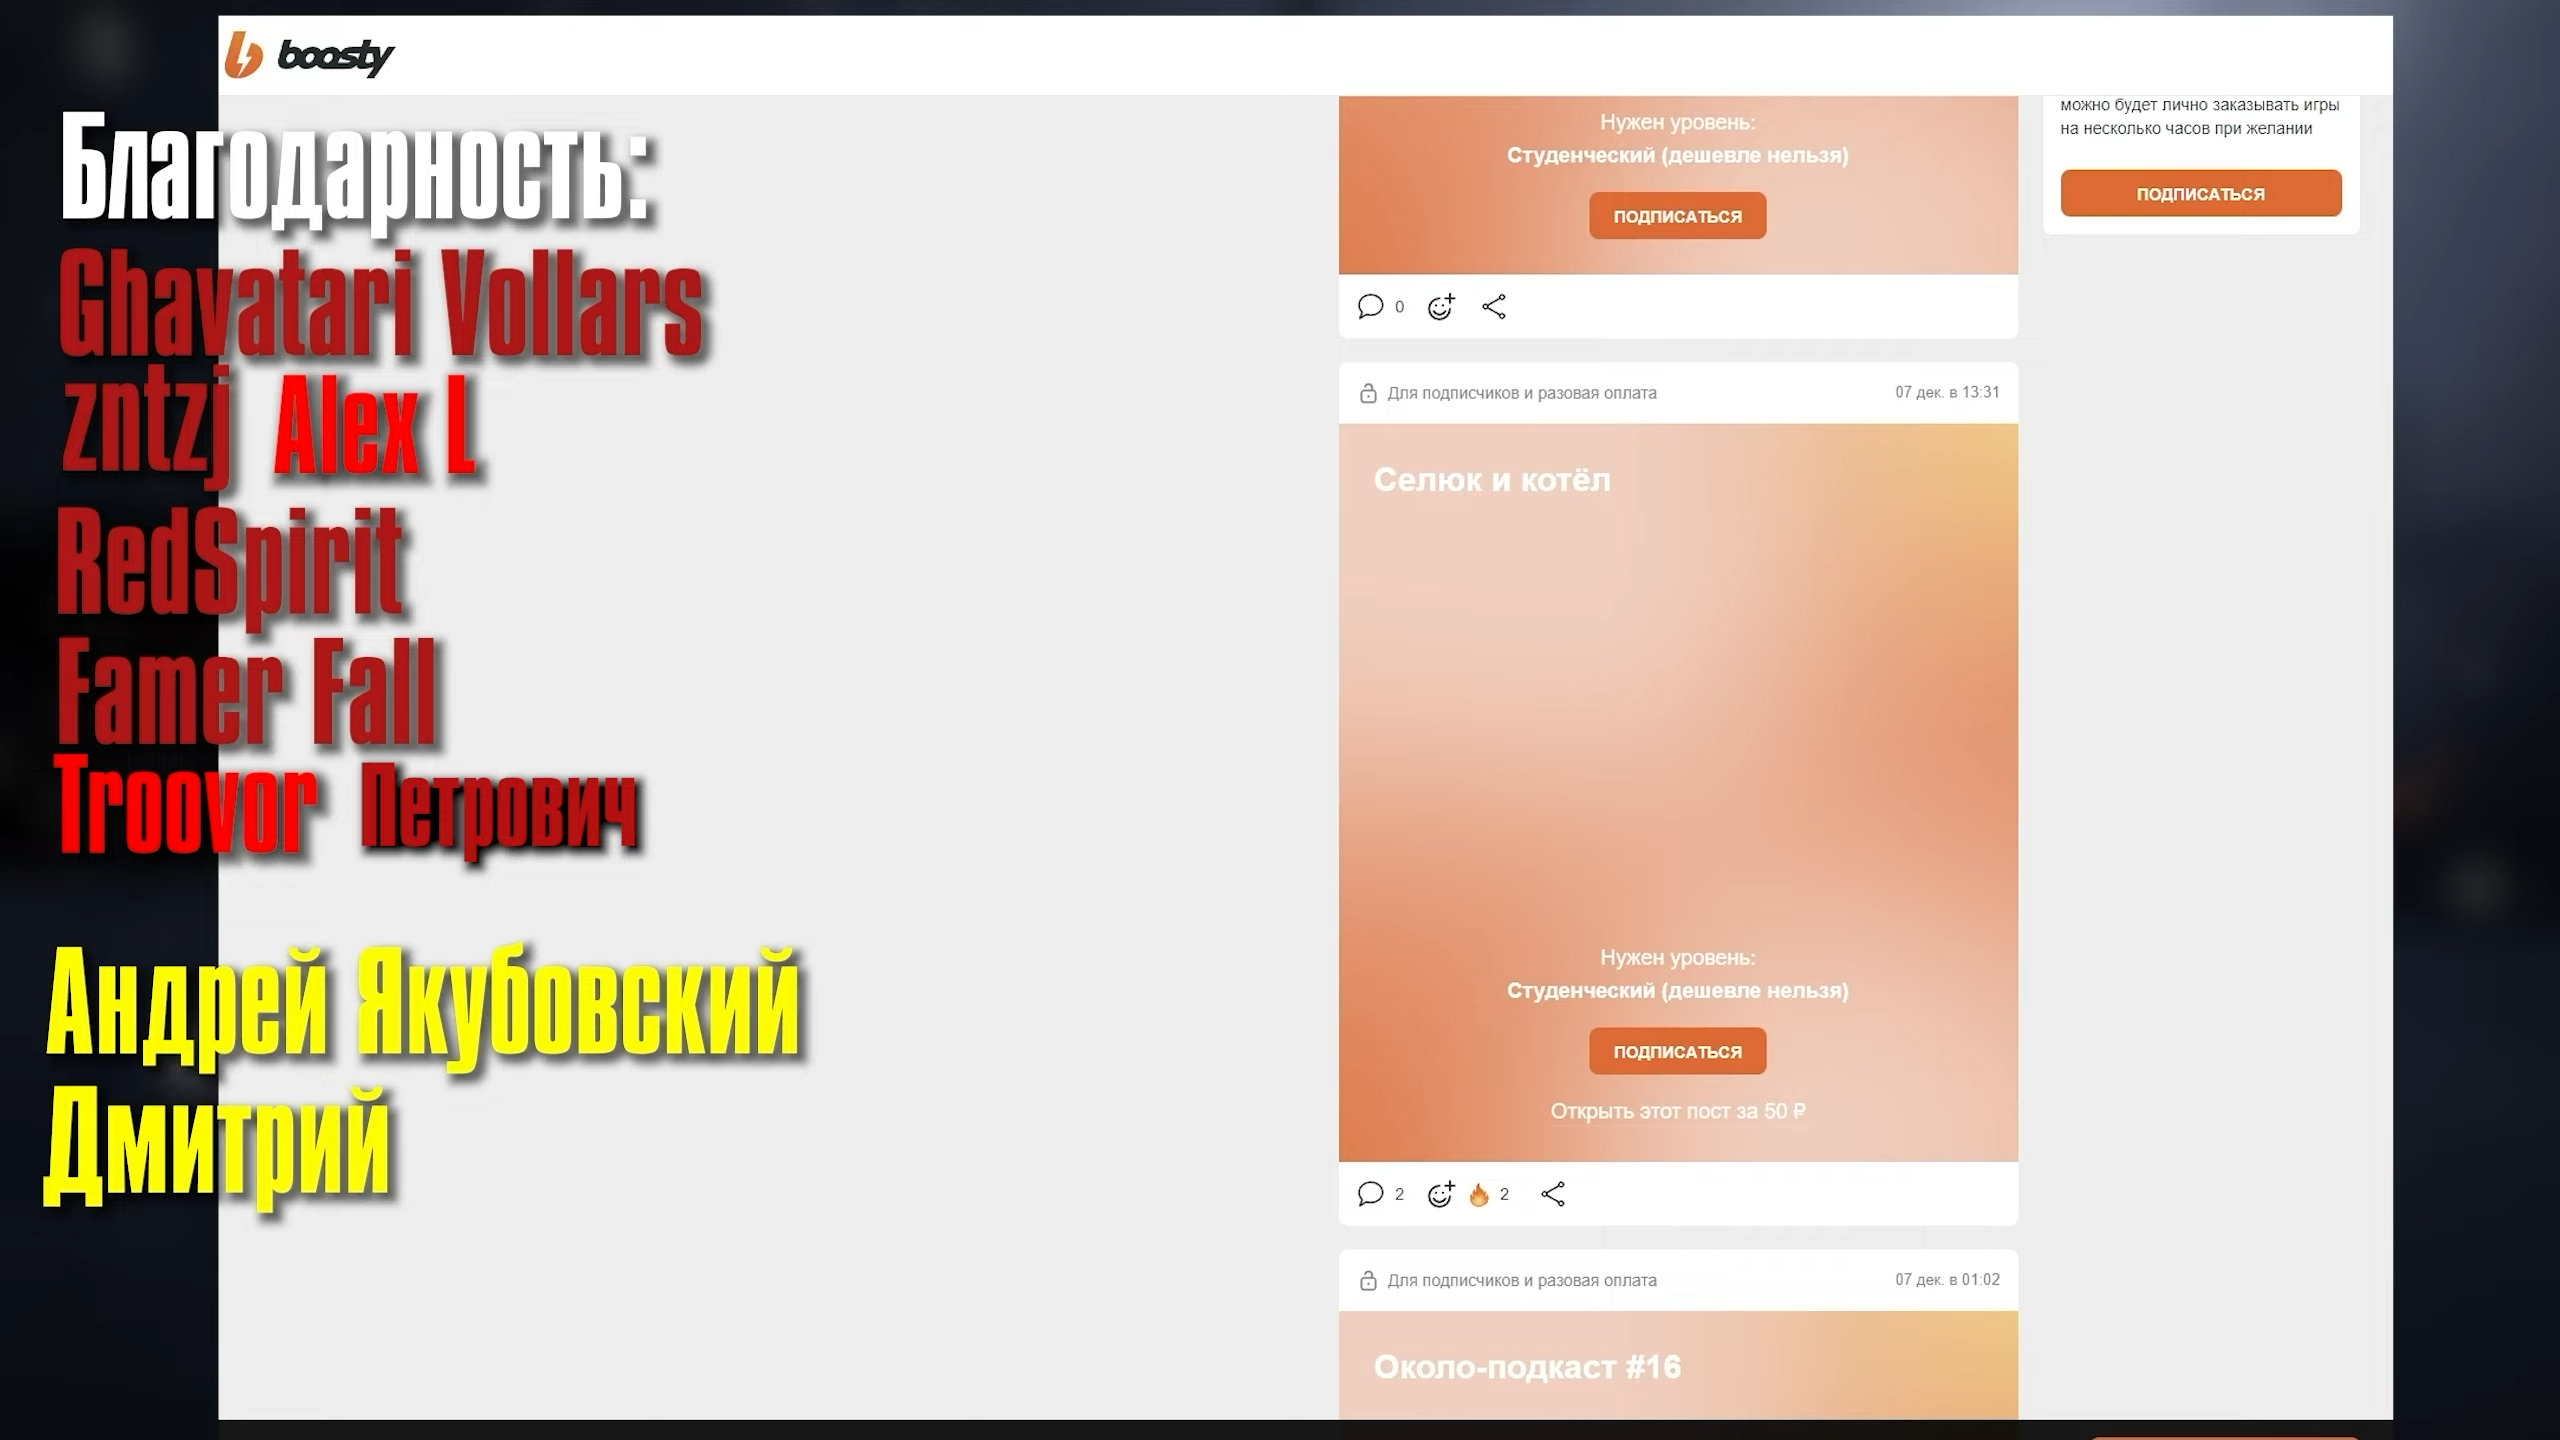 boosty
Благодарность:
Ghavatari Vollars
zntzj Alex L
RedSpirit
Famer Fall
Troovor Петрович
Андрей Якубовский
Дмитрий
Нужен уровень:
Студенческий (дешевле нельзя)
ПОДПИСАТЬСЯ
0
Для подписчиков и разовая оплата 07 дек. в 13:31
Селюк и котёл
Нужен уровень:
Студенческий (дешевле нельзя)
ПОДПИСАТЬСЯ
Открыть этот пост за 50 ₽
2 2
Для подписчиков и разовая оплата 07 дек. в 01:02
Около-подкаст #16
можно будет лично заказывать игры
на несколько часов при желании
ПОДПИСАТЬСЯ